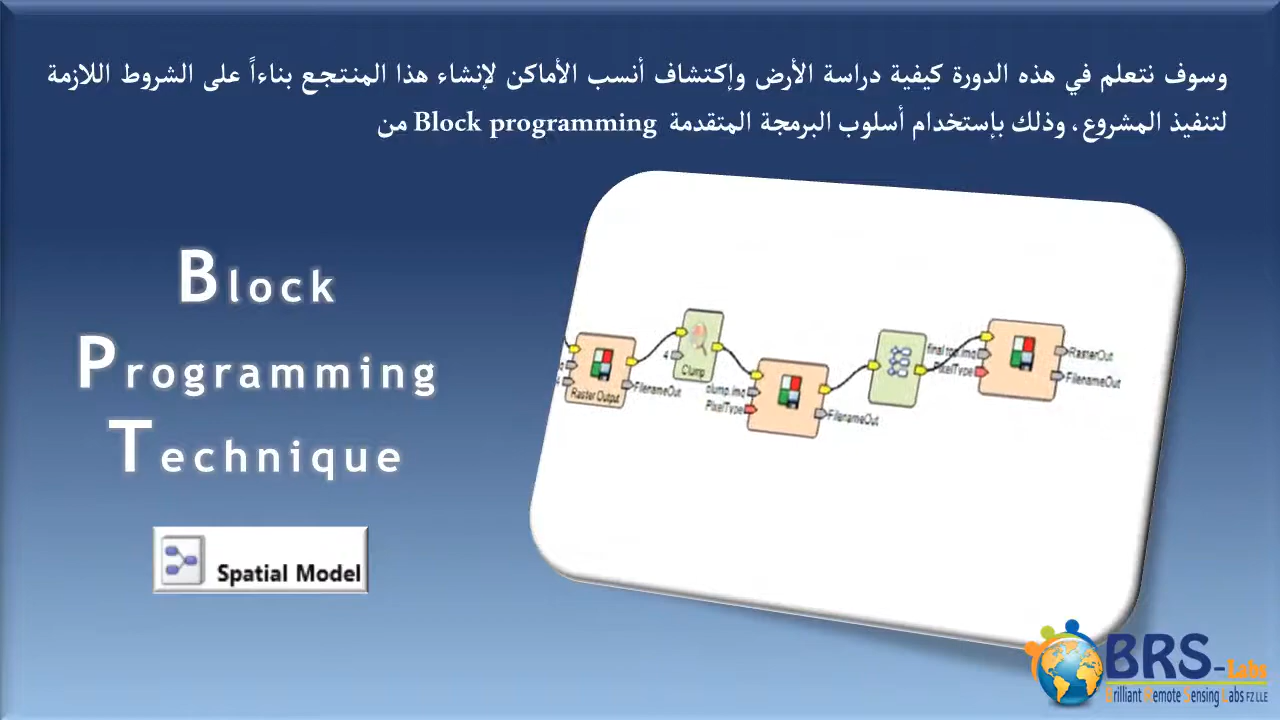 وسوف نتعلم في هذه الدورة كيفية دراسة الأرض وإكتشاف أنسب الأماكن لإنشاء هذا المنتجع بناءاً على الشروط اللازمة
لتنفيذ المشروع، وذلك بإستخدام أسلوب البرمجة المتقدمة Block programming من
Block
Programming
Technique
Spatial Model
Raster Output
FilenameOut
4
Clump
clump.img
PixelType
FilenameOut
PixelType
RasterOut
FilenameOut
BRS-Labs
Brilliant Remote Sensing Labs FZ LLE